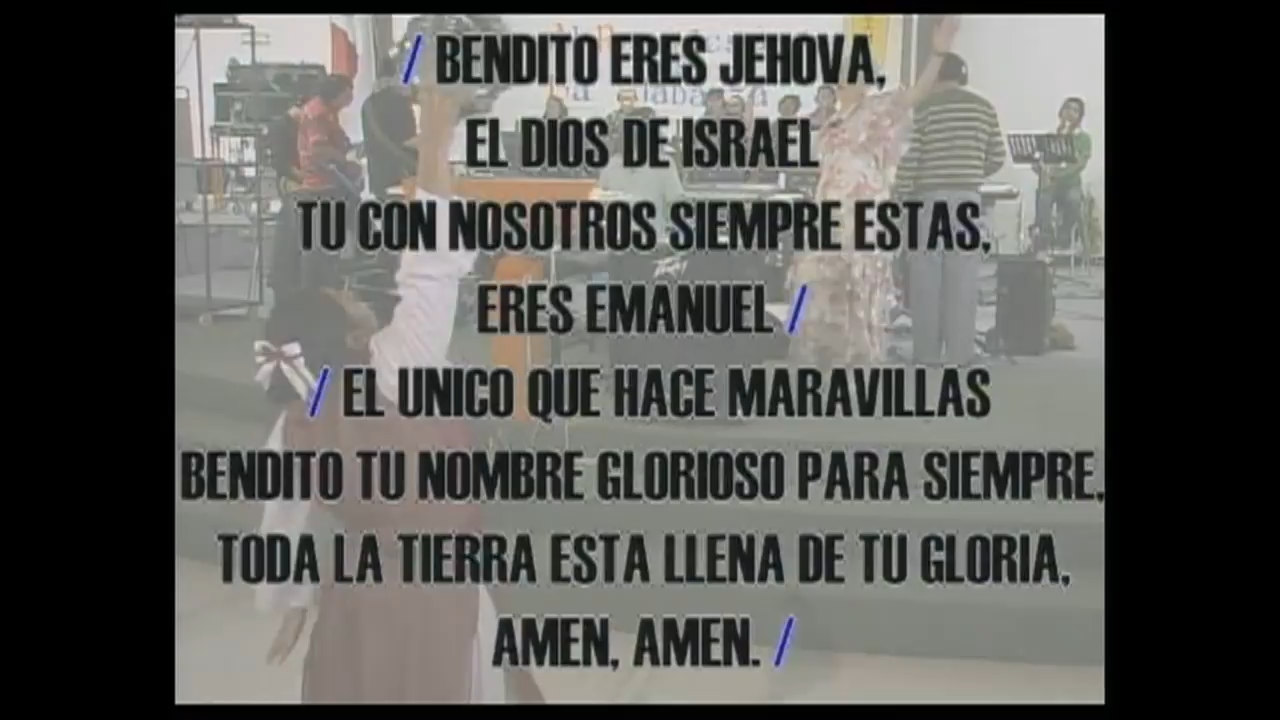 / BENDITO ERES JEHOVA,
EL DIOS DE ISRAEL
TU CON NOSOTROS SIEMPRE ESTAS,
ERES EMANUEL /
/ EL UNICO QUE HACE MARAVILLAS
BENDITO TU NOMBRE GLORIOSO PARA SIEMPRE,
TODA LA TIERRA ESTA LLENA DE TU GLORIA,
AMEN, AMEN. /